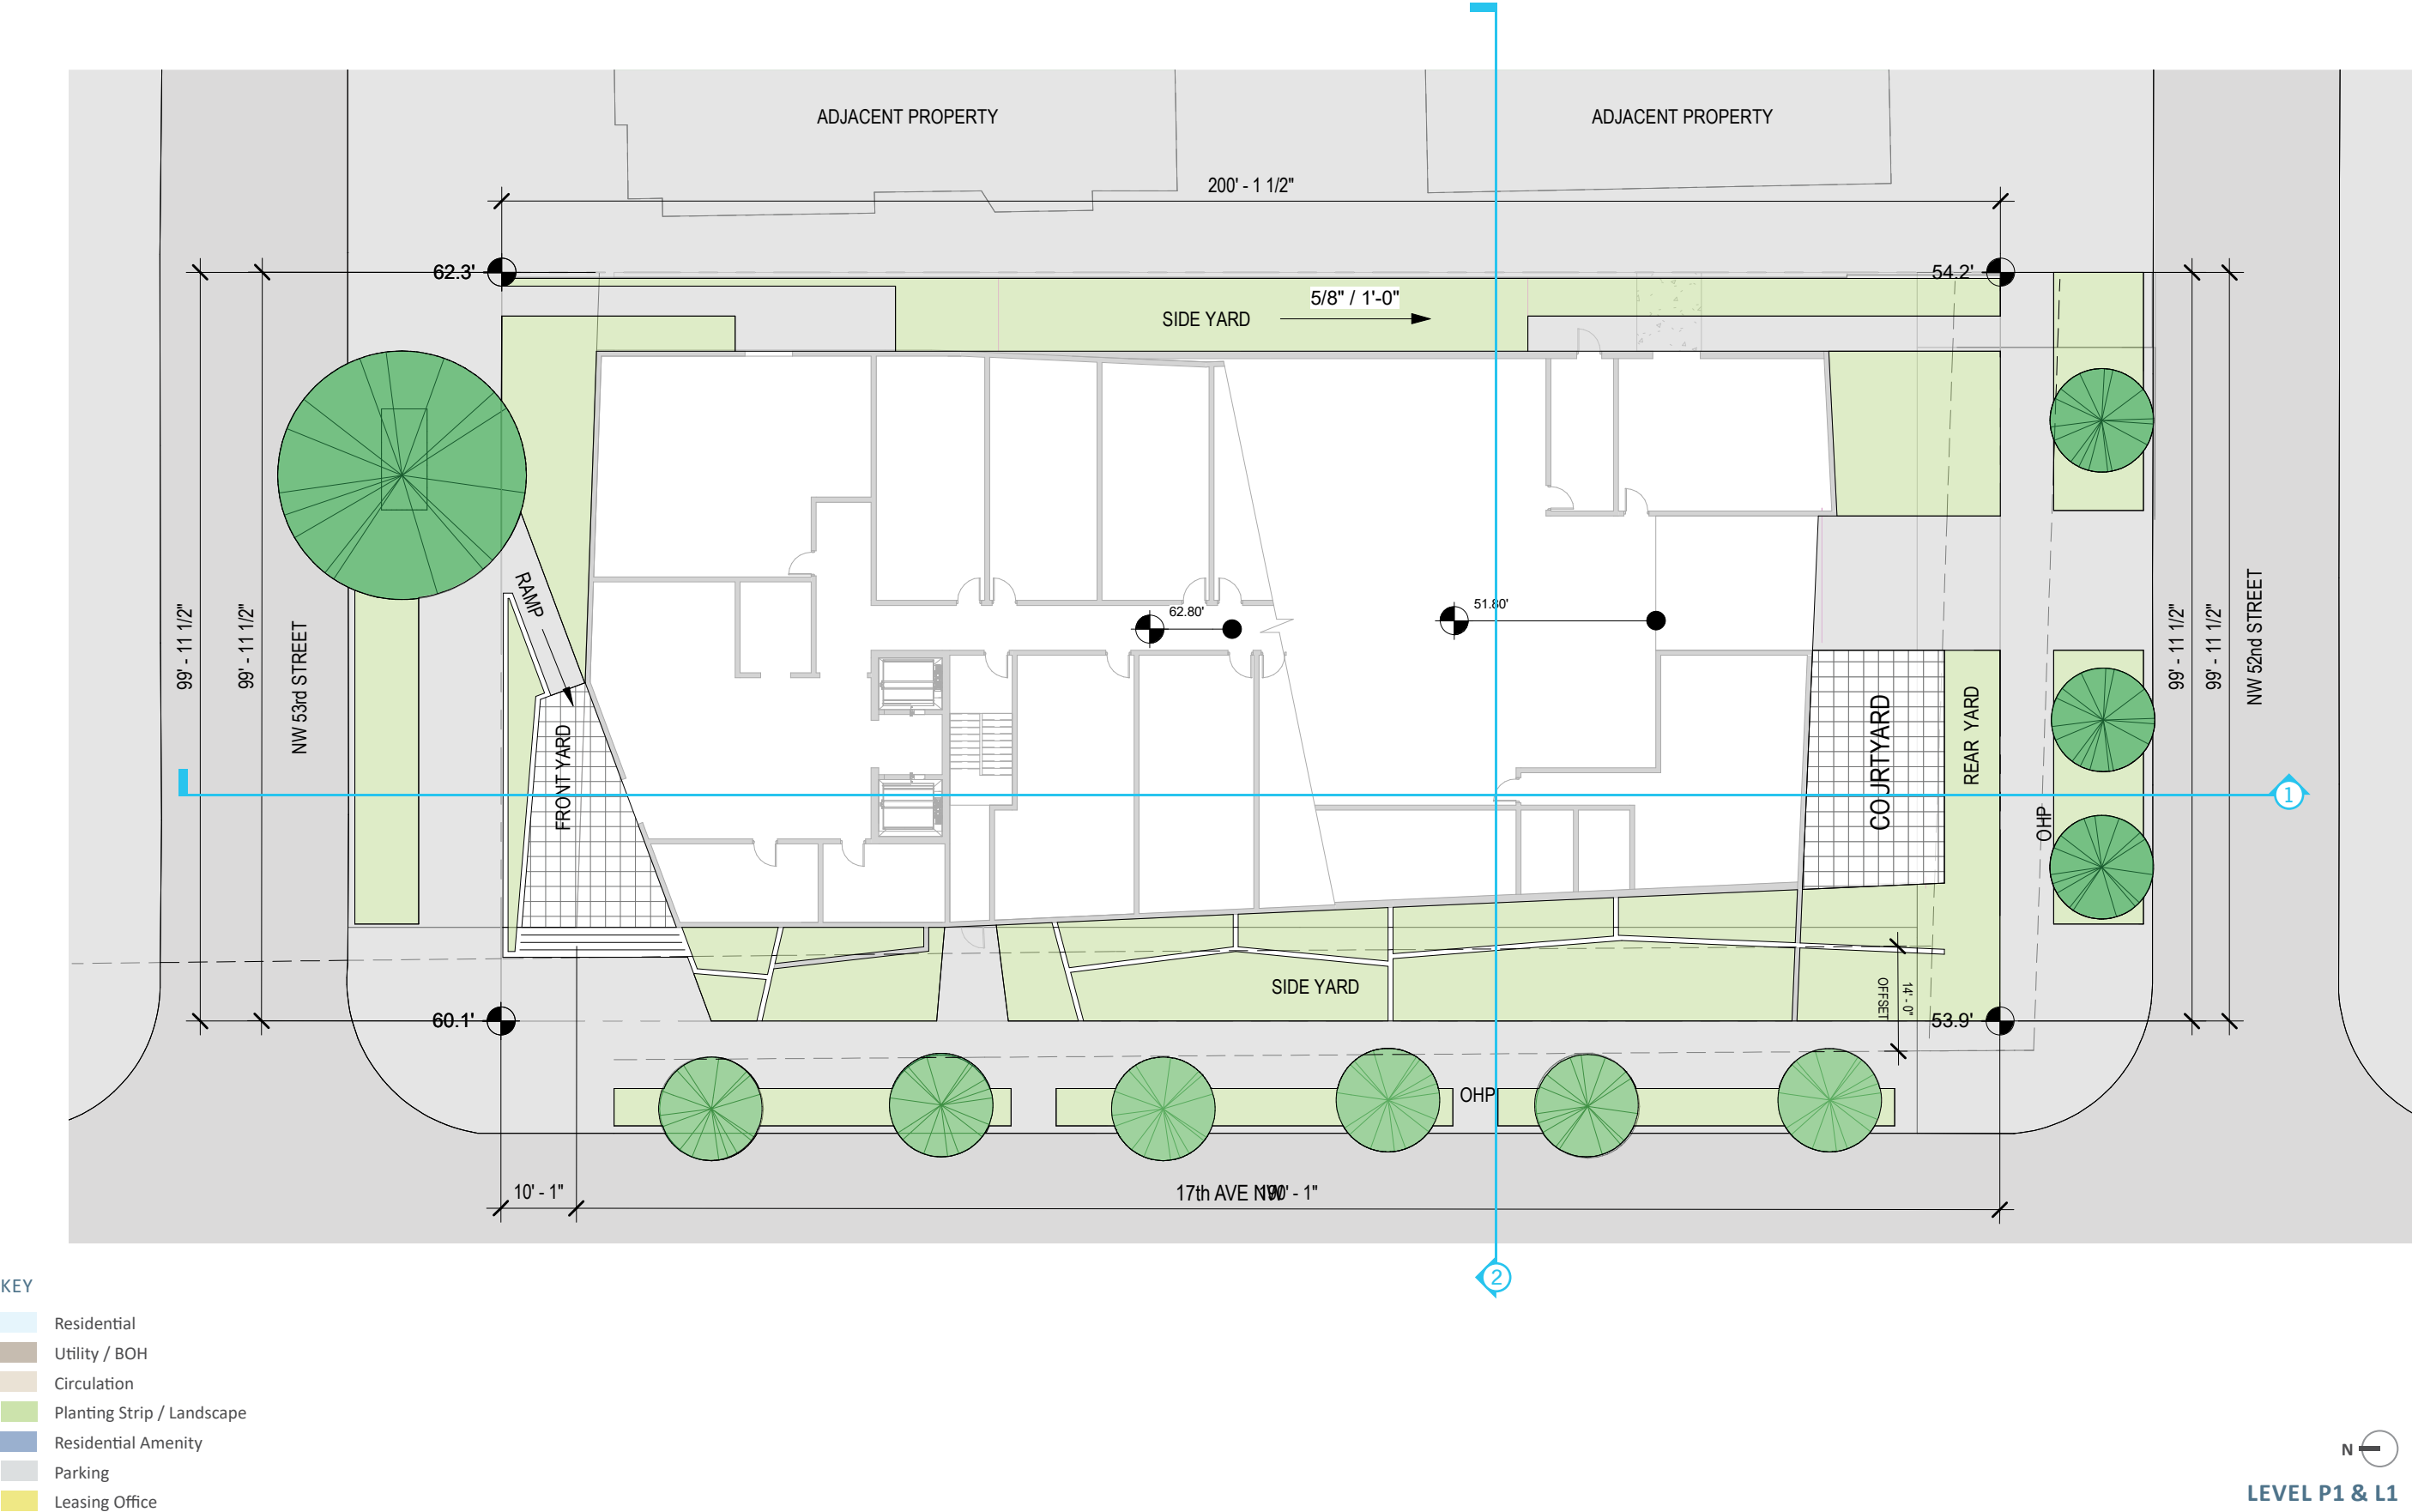 ADJACENT PROPERTY
ADJACENT PROPERTY
200' - 1 1/2"
62.3'
54.2'
5/8" / 1'-0"
SIDE YARD
RAMP
62.80'
51.80'
99' - 11 1/2"
99' - 11 1/2"
NW 53rd STREET
FRONT YARD
COURTYARD
REAR YARD
OHP
99' - 11 1/2"
99' - 11 1/2"
NW 52nd STREET
1
SIDE YARD
14' - 0"
OFFSET
60.1'
53.9'
OHP
10' - 1"
17th AVE NW
190' - 1"
2
KEY
Residential
Utility / BOH
Circulation
Planting Strip / Landscape
Residential Amenity
Parking
Leasing Office
N
LEVEL P1 & L1